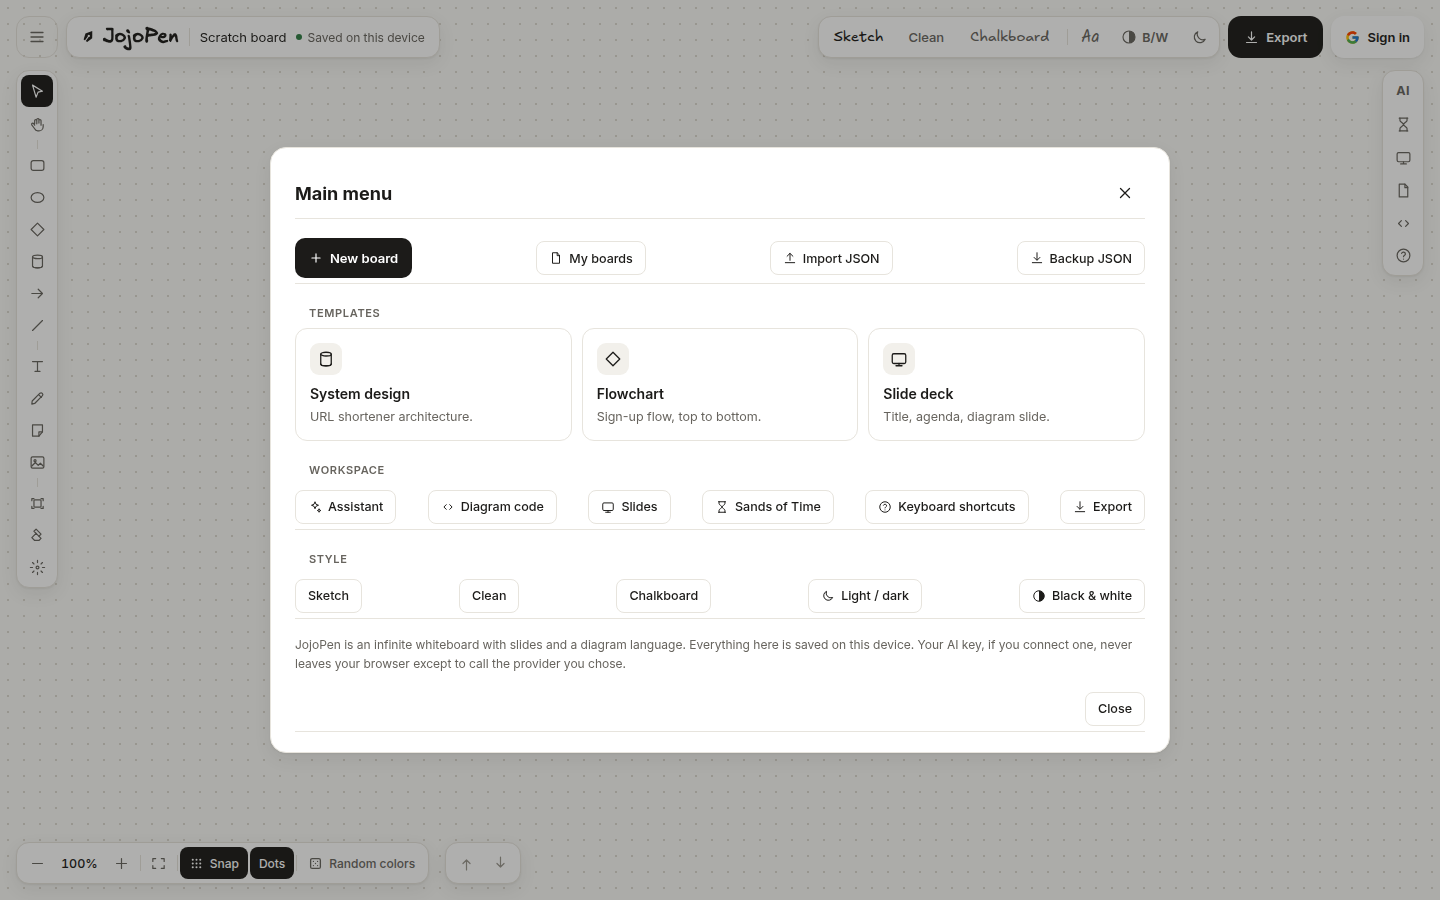 JojoPen
Scratch board
Saved on this device
Sketch
Clean
Chalkboard
Aa
B/W
Export
Sign in
AI
Main menu
New board
My boards
Import JSON
Backup JSON
TEMPLATES
System design
URL shortener architecture.
Flowchart
Sign-up flow, top to bottom.
Slide deck
Title, agenda, diagram slide.
WORKSPACE
Assistant
Diagram code
Slides
Sands of Time
Keyboard shortcuts
Export
STYLE
Sketch
Clean
Chalkboard
Light / dark
Black & white
JojoPen is an infinite whiteboard with slides and a diagram language. Everything here is saved on this device. Your AI key, if you connect one, never
leaves your browser except to call the provider you chose.
Close
100%
Snap
Dots
Random colors